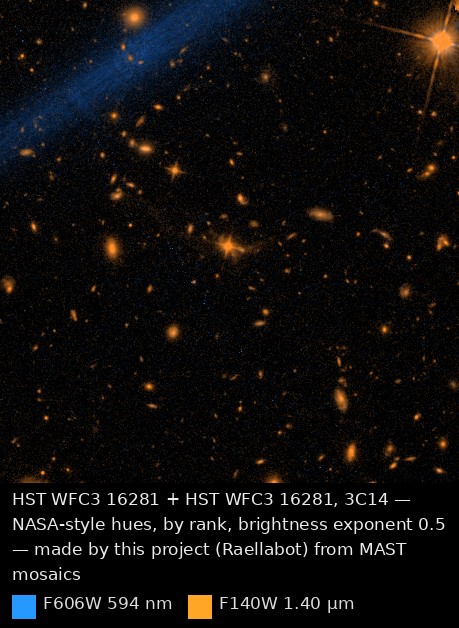 HST WFC3 16281 + HST WFC3 16281, 3C14 —
NASA-style hues, by rank, brightness exponent 0.5
— made by this project (Raellabot) from MAST
mosaics
F606W 594 nm F140W 1.40 µm